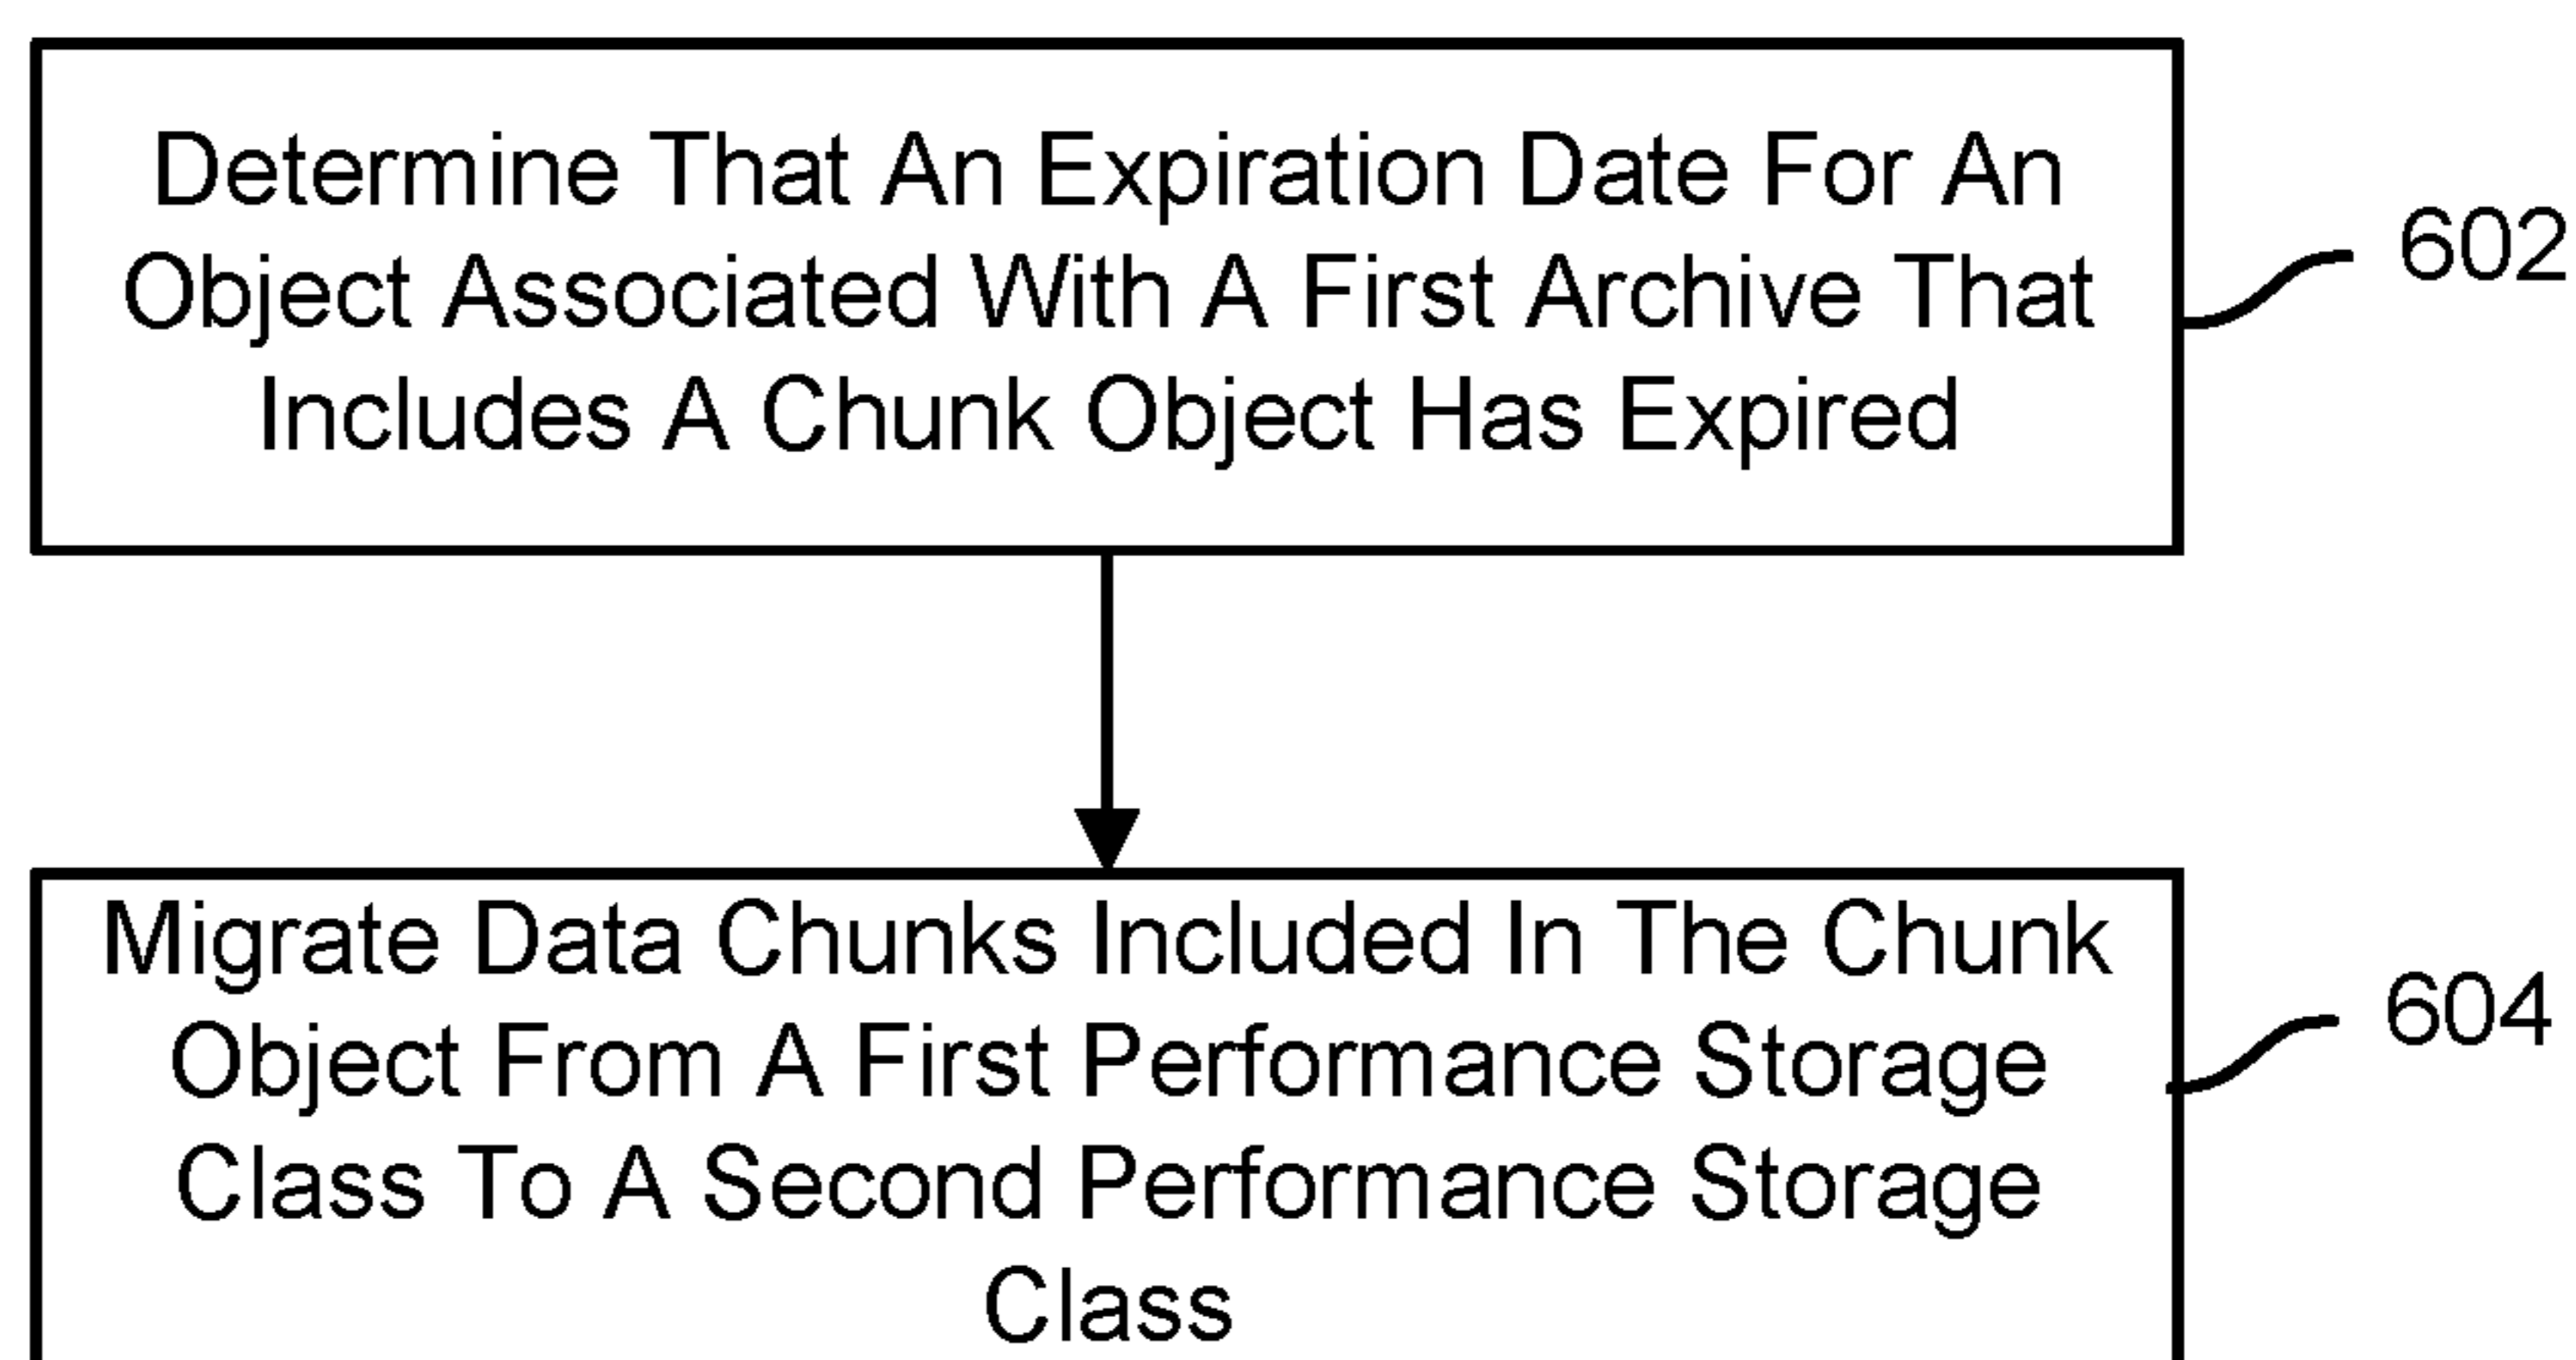 Determine That An Expiration Date For An
Object Associated With A First Archive That
Includes A Chunk Object Has Expired
602
Migrate Data Chunks Included In The Chunk
Object From A First Performance Storage
Class To A Second Performance Storage
Class
604